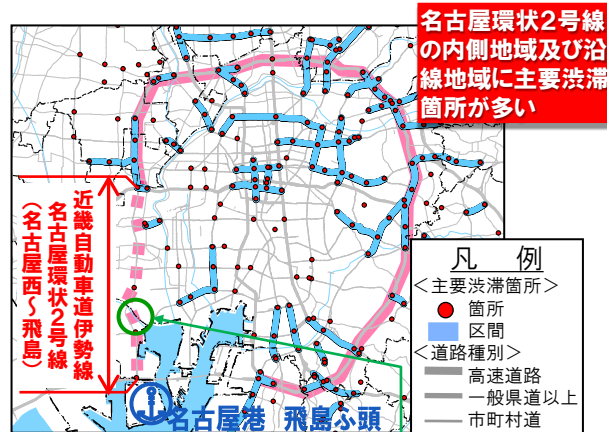 名古屋環状2号線
の内側地域及び沿
線地域に主要渋滞
箇所が多い
近畿自動車道伊勢線
名古屋環状2号線
（名古屋西～飛島）
凡 例
＜主要渋滞箇所＞
箇所
区間
＜道路種別＞
高速道路
一般県道以上
市町村道
名古屋港 飛島ふ頭